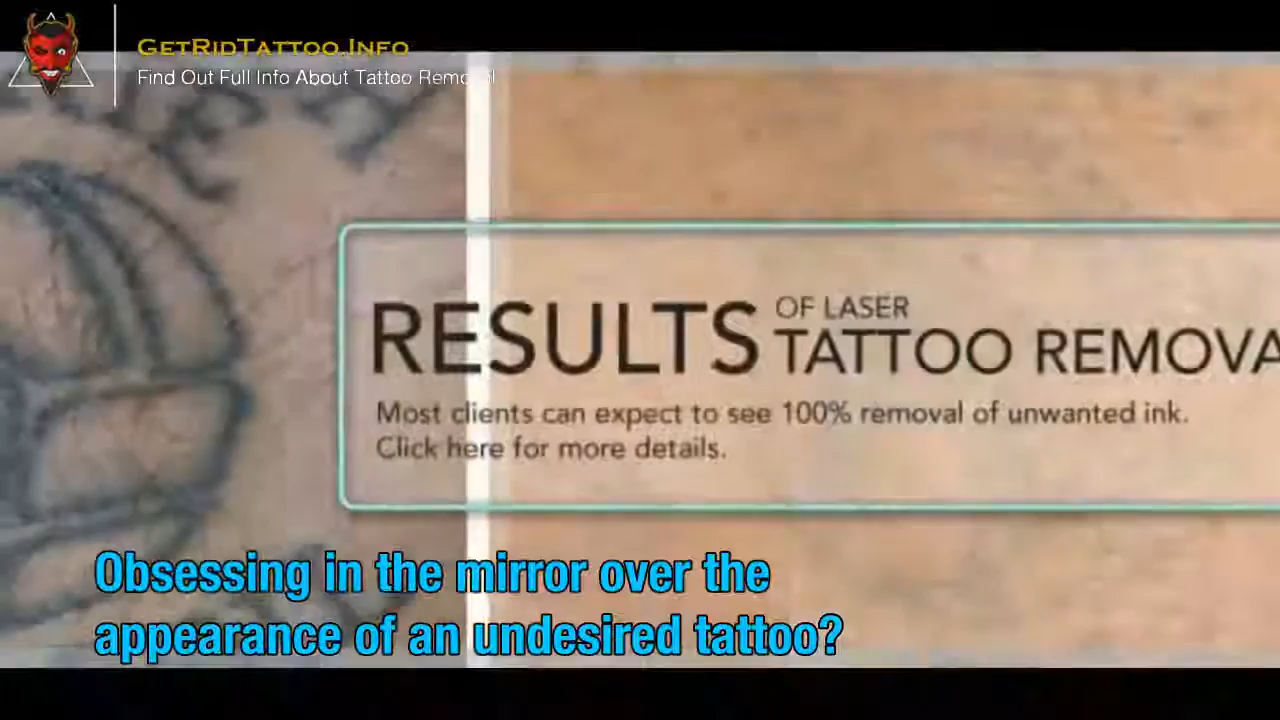 GetRidTattoo.Info
Find Out Full Info About Tattoo Removal
RESULTS OF LASER
TATTOO REMOVA
Most clients can expect to see 100% removal of unwanted ink.
Click here for more details.
Obsessing in the mirror over the
appearance of an undesired tattoo?